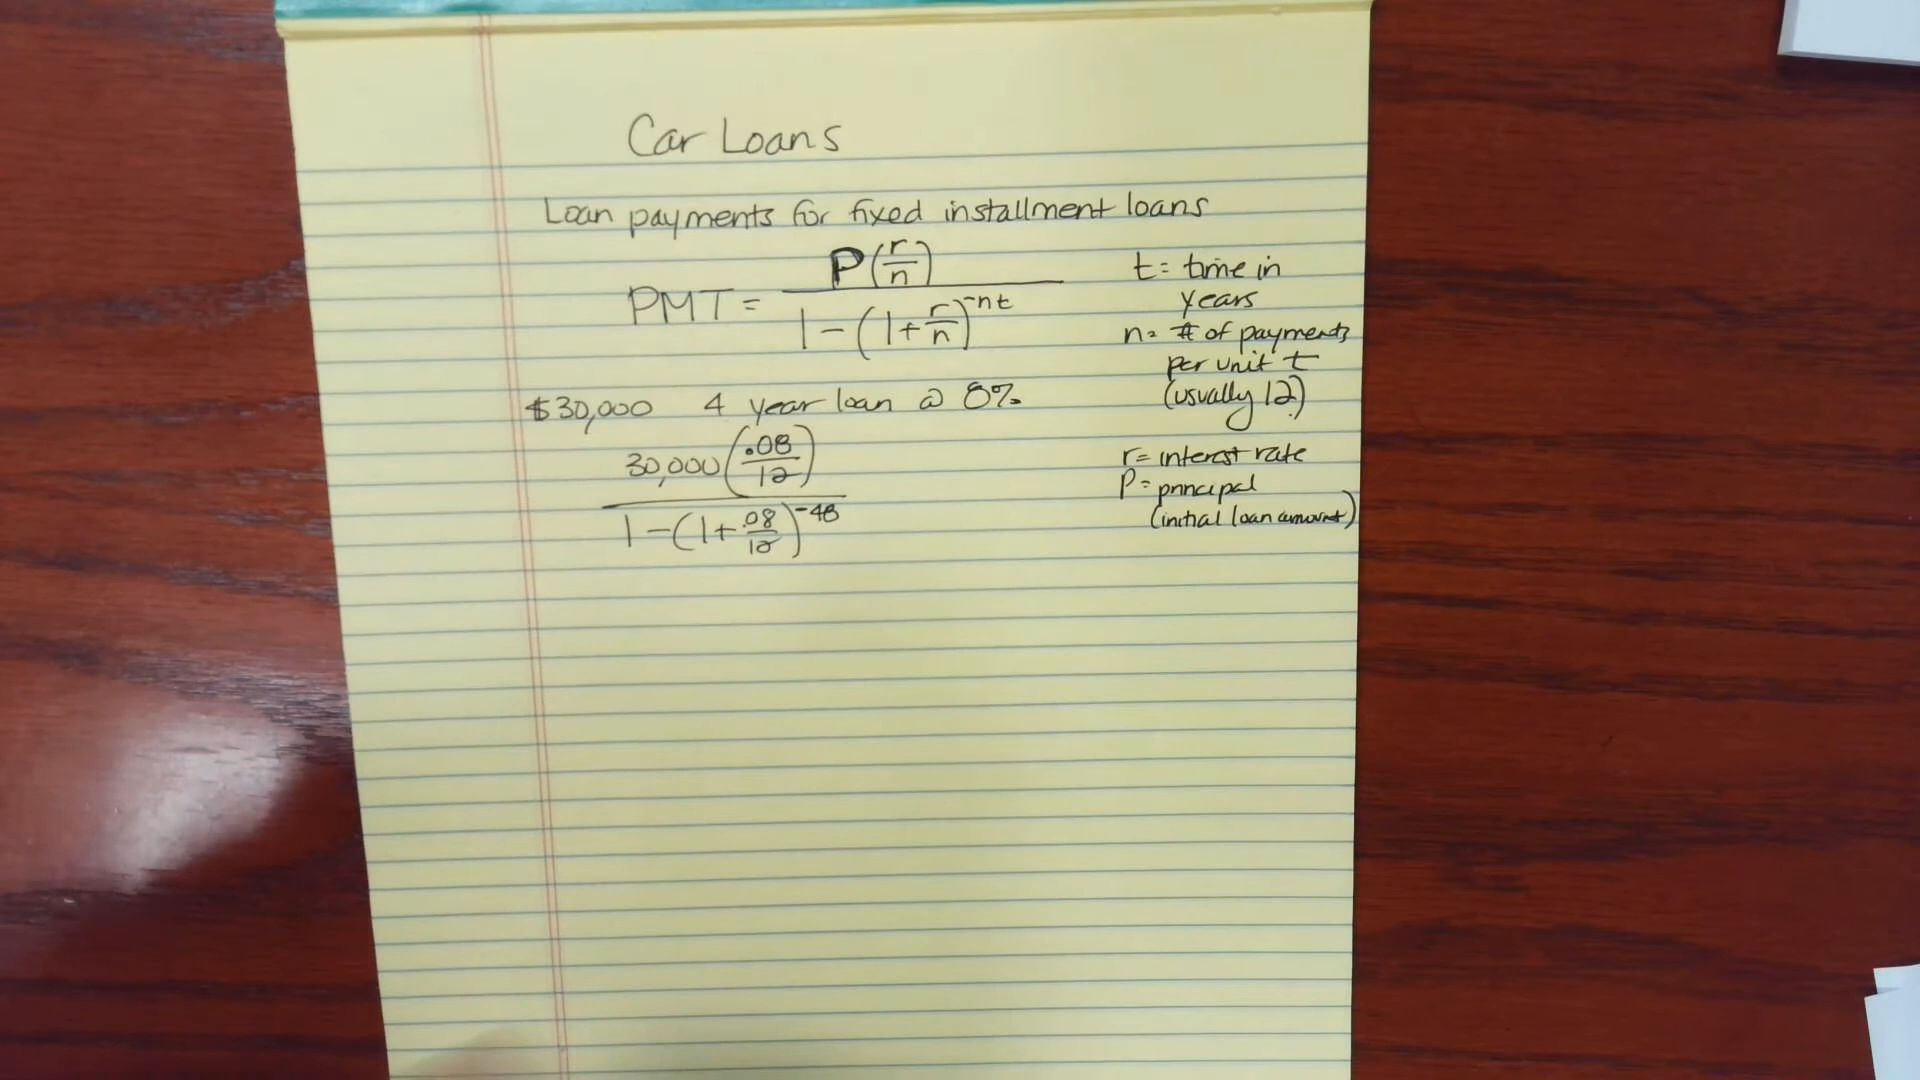 Car Loans
Loan payments for fixed installment loans
PMT = P(r/n) / 1-(1+r/n)^-nt
t = time in
years
n = # of payments
per unit t
(usually 12)
$30,000 4 year loan @ 8%
30,000(.08/12) / 1-(1+.08/12)^-48
r = interest rate
P = principal
(initial loan amount)